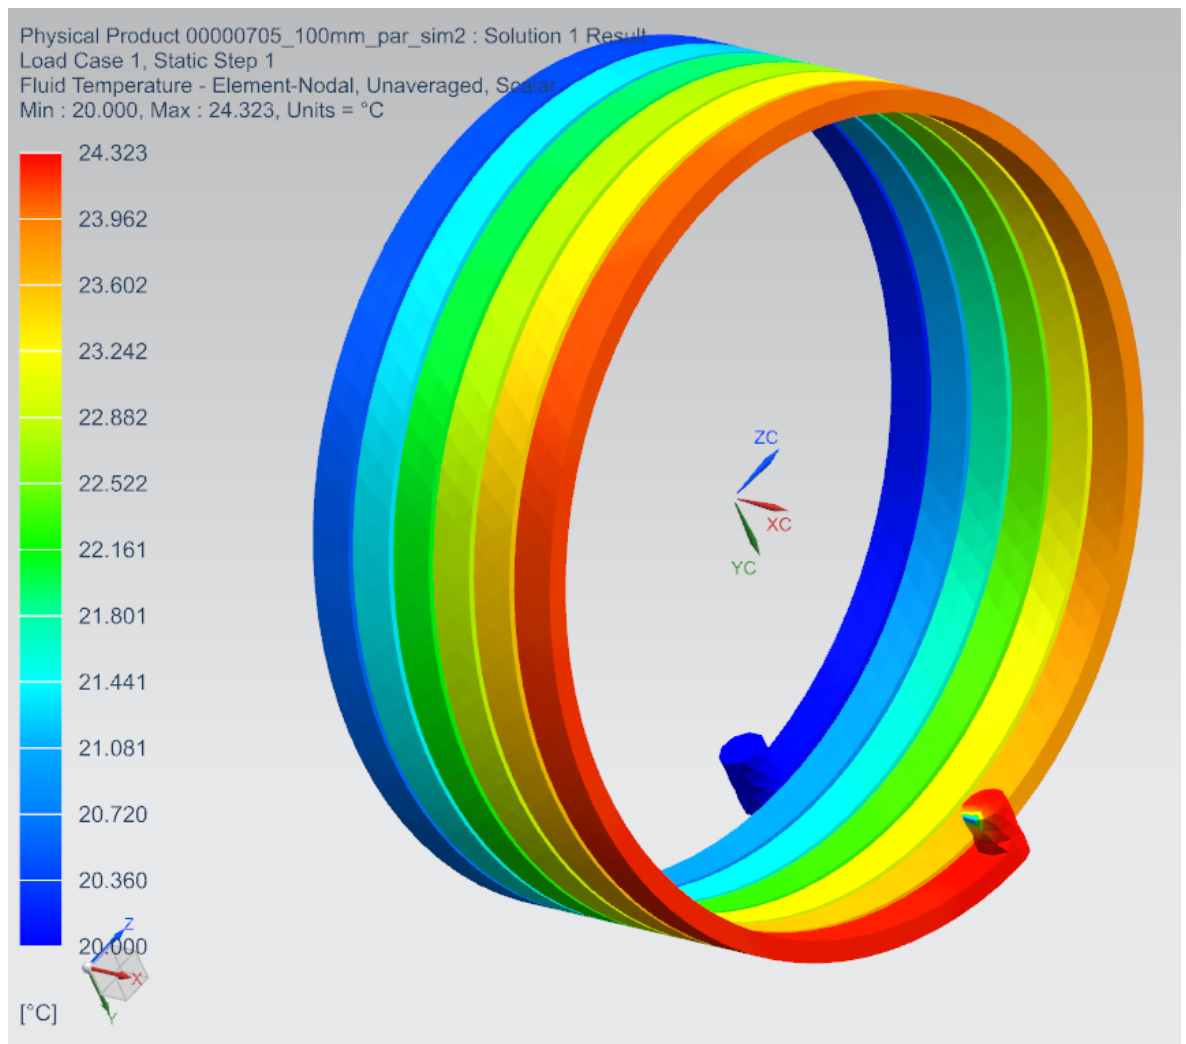 Physical Product 00000705_100mm_par_sim2 : Solution 1 Result
Load Case 1, Static Step 1
Fluid Temperature - Element-Nodal, Unaveraged, Scalar
Min : 20.000, Max : 24.323, Units = °C
24.323
23.962
23.602
23.242
22.882
22.522
22.161
21.801
21.441
21.081
20.720
20.360
20.000
[°C]
ZC
XC
YC
Z
X
Y